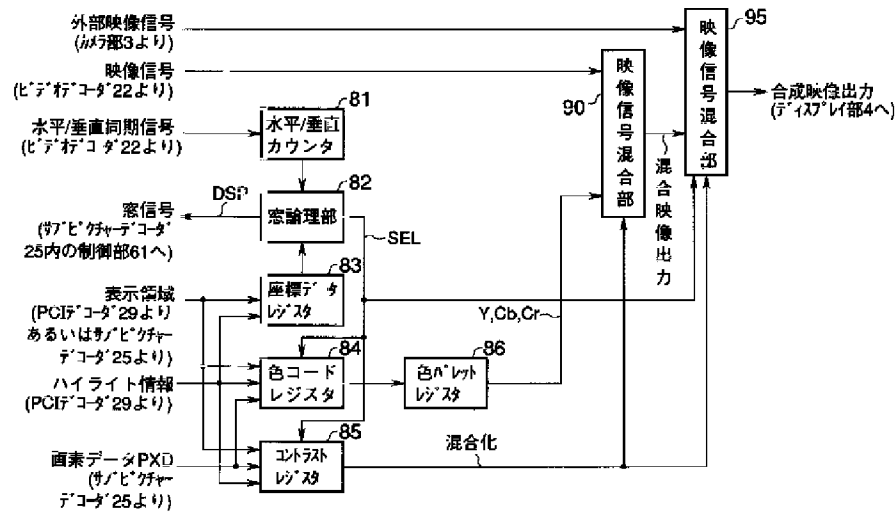 外部映像信号
(カメラ部3より)
映像信号
(ビデオデコーダ22より)
水平/垂直同期信号
(ビデオデコーダ22より)
窓信号
(サブピクチャーデコーダ
25内の制御部61へ)
表示領域
(PCIデコーダ29より
あるいはサブピクチャー
デコーダ25より)
ハイライト情報
(PCIデコーダ29より)
画素データPXD
(サブピクチャー
デコーダ25より)
81
水平/垂直
カウンタ
DSP
82
窓論理部
SEL
83
座標データ
レジスタ
84
色コード
レジスタ
85
コントラスト
レジスタ
86
色パレット
レジスタ
Y,Cb,Cr
混合化
90
映像信号混合部
混合映像出力
95
映像信号混合部
合成映像出力
(ディスプレイ部4へ)